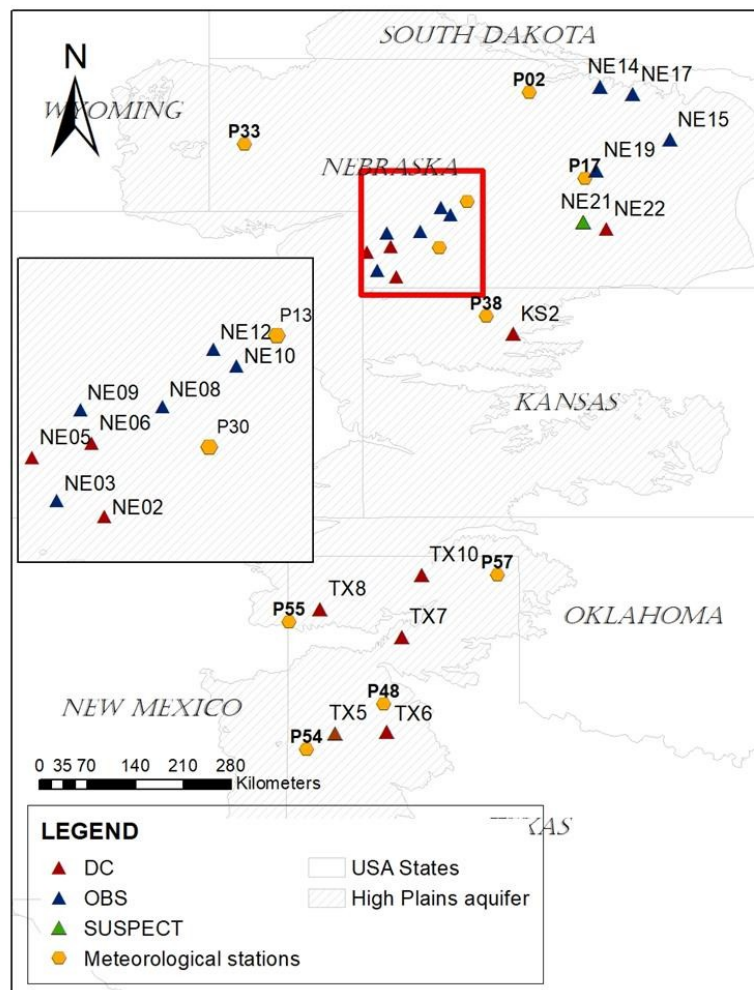 SOUTH DAKOTA
N
P02
NE14
NE17
WYOMING
P33
NE15
NEBRASKA
P17
NE19
NE21
NE22
P38
KS2
P13
NE12
NE10
NE09
NE08
NE06
P30
NE05
NE03
NE02
KANSAS
TX10
P57
TX8
P55
TX7
OKLAHOMA
P48
NEW MEXICO
TX5
TX6
P54
0 35 70 140 210 280
Kilometers
LEGEND
DC
USA States
OBS
High Plains aquifer
SUSPECT
Meteorological stations